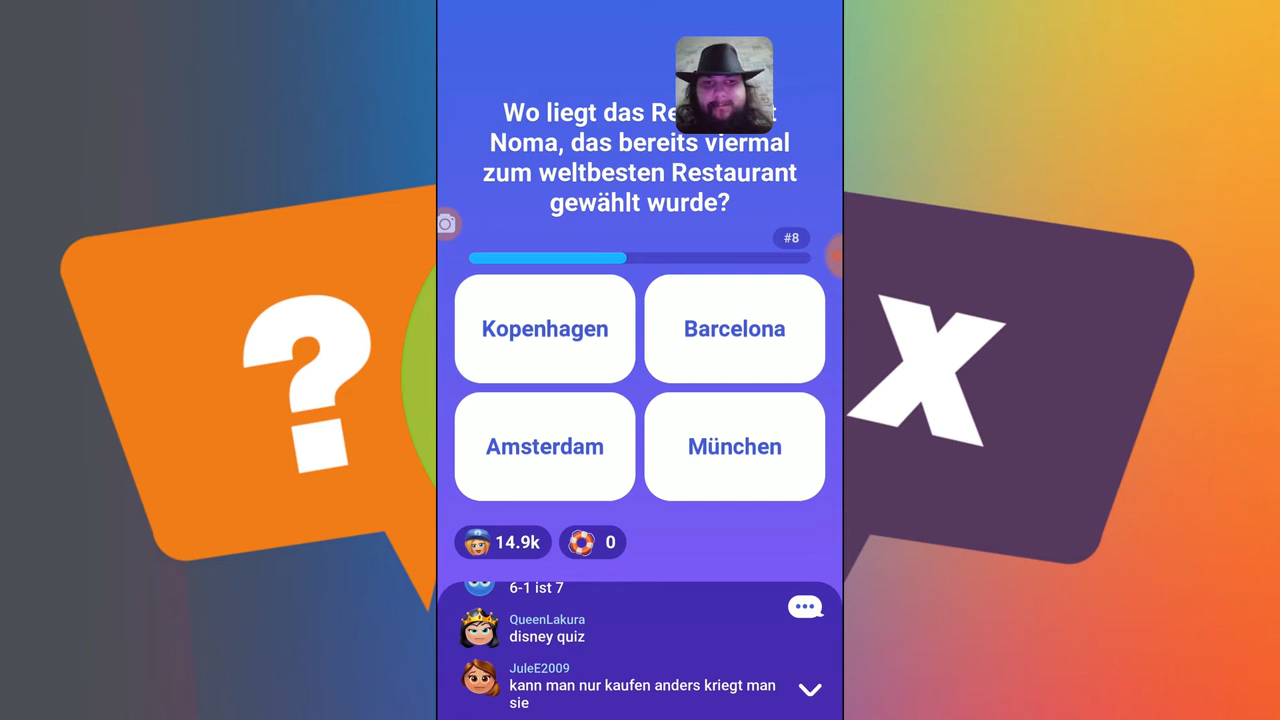 Wo liegt das Re t
Noma, das bereits viermal
zum weltbesten Restaurant
gewählt wurde?
#8
Kopenhagen
Barcelona
Amsterdam
München
14.9k
0
6-1 ist 7
QueenLakura
disney quiz
JuleE2009
kann man nur kaufen anders kriegt man
sie
?
X